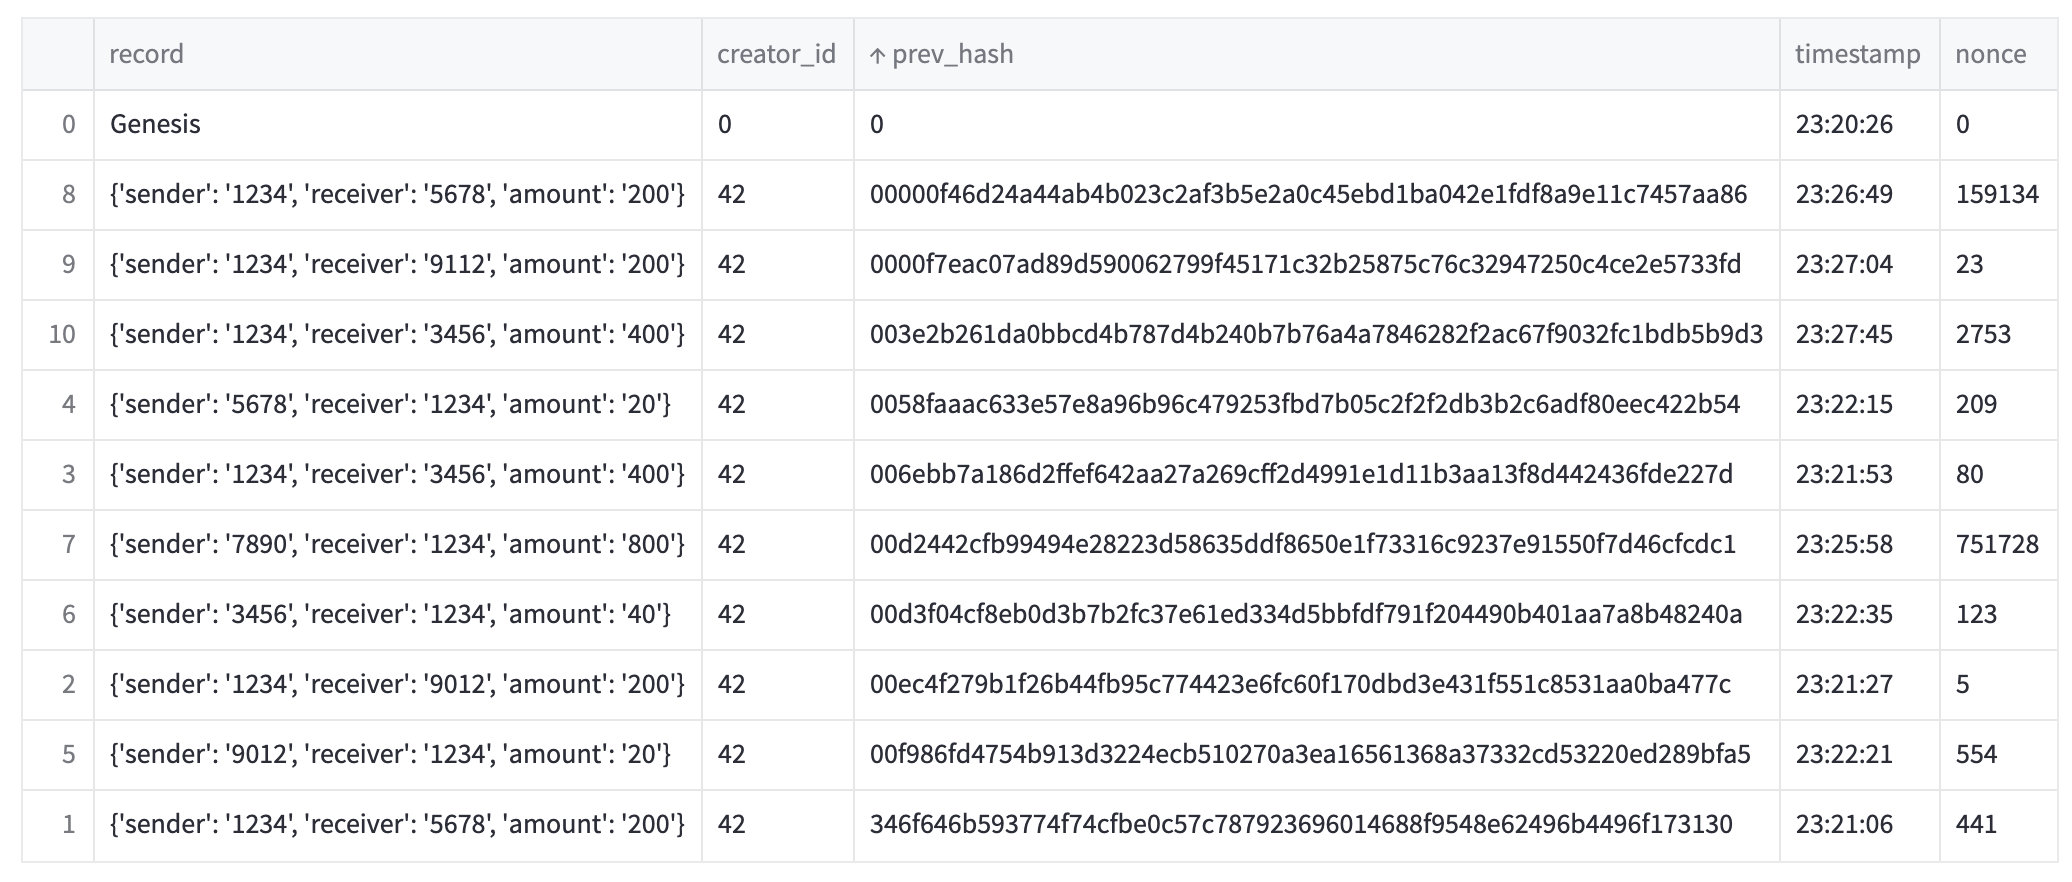 record creator_id ↑ prev_hash timestamp nonce
0 Genesis 0 0 23:20:26 0
8 {'sender': '1234', 'receiver': '5678', 'amount': '200'} 42 00000f46d24a44ab4b023c2af3b5e2a0c45ebd1ba042e1fdf8a9e11c7457aa86 23:26:49 159134
9 {'sender': '1234', 'receiver': '9112', 'amount': '200'} 42 0000f7eac07ad89d590062799f45171c32b25875c76c32947250c4ce2e5733fd 23:27:04 23
10 {'sender': '1234', 'receiver': '3456', 'amount': '400'} 42 003e2b261da0bbcd4b787d4b240b7b76a4a7846282f2ac67f9032fc1bdb5b9d3 23:27:45 2753
4 {'sender': '5678', 'receiver': '1234', 'amount': '20'} 42 0058faaac633e57e8a96b96c479253fbd7b05c2f2f2db3b2c6adf80eec422b54 23:22:15 209
3 {'sender': '1234', 'receiver': '3456', 'amount': '400'} 42 006ebb7a186d2ffef642aa27a269cff2d4991e1d11b3aa13f8d442436fde227d 23:21:53 80
7 {'sender': '7890', 'receiver': '1234', 'amount': '800'} 42 00d2442cfb99494e28223d58635ddf8650e1f73316c9237e91550f7d46cfcdc1 23:25:58 751728
6 {'sender': '3456', 'receiver': '1234', 'amount': '40'} 42 00d3f04cf8eb0d3b7b2fc37e61ed334d5bbfdf791f204490b401aa7a8b48240a 23:22:35 123
2 {'sender': '1234', 'receiver': '9012', 'amount': '200'} 42 00ec4f279b1f26b44fb95c774423e6fc60f170dbd3e431f551c8531aa0ba477c 23:21:27 5
5 {'sender': '9012', 'receiver': '1234', 'amount': '20'} 42 00f986fd4754b913d3224ecb510270a3ea16561368a37332cd53220ed289bfa5 23:22:21 554
1 {'sender': '1234', 'receiver': '5678', 'amount': '200'} 42 346f646b593774f74cfbe0c57c787923696014688f9548e62496b4496f173130 23:21:06 441